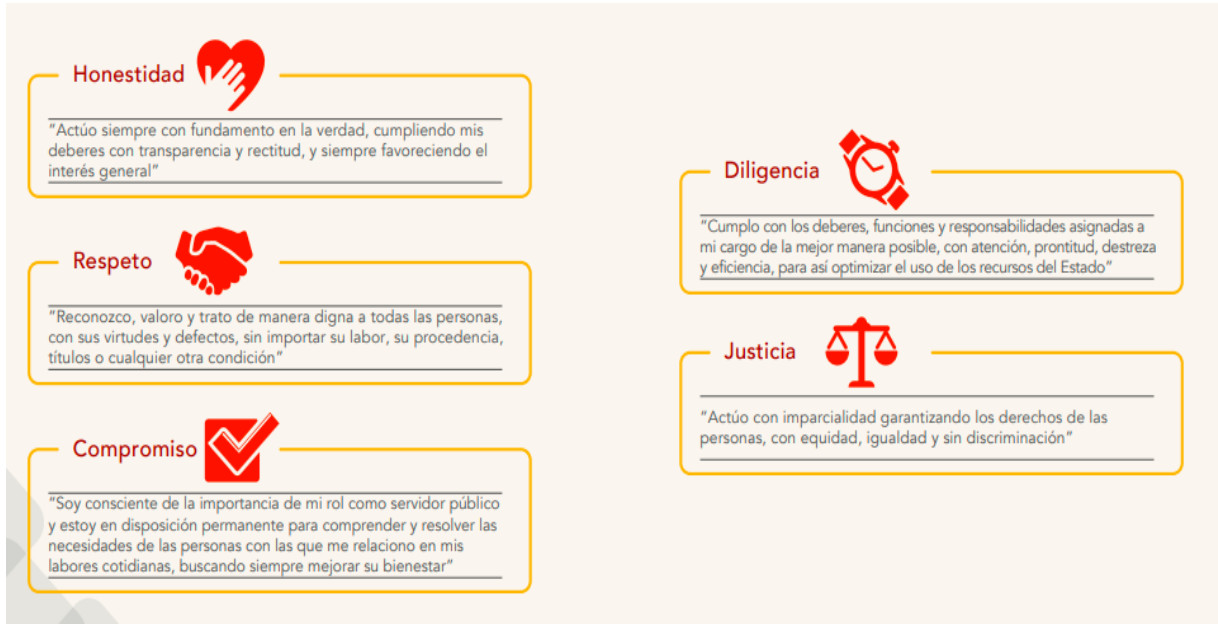 Honestidad
"Actúo siempre con fundamento en la verdad, cumpliendo mis
deberes con transparencia y rectitud, y siempre favoreciendo el
interés general"
Respeto
"Reconozco, valoro y trato de manera digna a todas las personas,
con sus virtudes y defectos, sin importar su labor, su procedencia,
títulos o cualquier otra condición"
Compromiso
"Soy consciente de la importancia de mi rol como servidor público
y estoy en disposición permanente para comprender y resolver las
necesidades de las personas con las que me relaciono en mis
labores cotidianas, buscando siempre mejorar su bienestar"
Diligencia
"Cumplo con los deberes, funciones y responsabilidades asignadas a
mi cargo de la mejor manera posible, con atención, prontitud, destreza
y eficiencia, para así optimizar el uso de los recursos del Estado"
Justicia
"Actúo con imparcialidad garantizando los derechos de las
personas, con equidad, igualdad y sin discriminación"